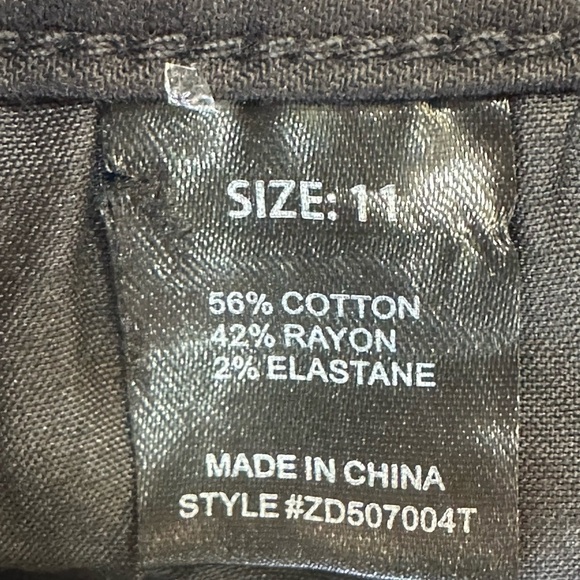 SIZE: 11
56% COTTON
42% RAYON
2% ELASTANE
MADE IN CHINA
STYLE #ZD507004T